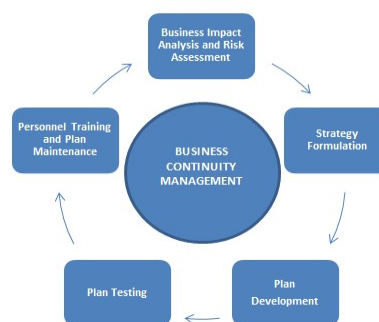 Business Impact
Analysis and Risk
Assessment
Personnel Training
and Plan
Maintenance
Strategy
Formulation
BUSINESS
CONTINUITY
MANAGEMENT
Plan Testing
Plan
Development